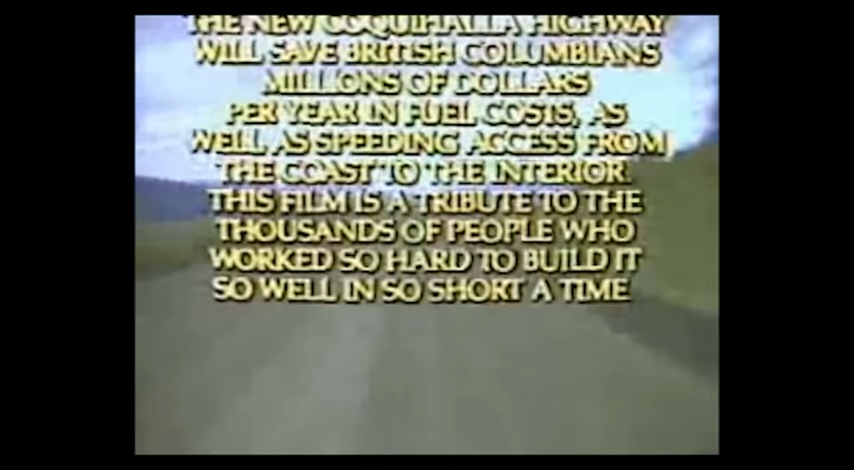 THE NEW COQUIHALLA HIGHWAY
WILL SAVE BRITISH COLUMBIANS
MILLIONS OF DOLLARS
PER YEAR IN FUEL COSTS, AS
WELL AS SPEEDING ACCESS FROM
THE COAST TO THE INTERIOR.
THIS FILM IS A TRIBUTE TO THE
THOUSANDS OF PEOPLE WHO
WORKED SO HARD TO BUILD IT
SO WELL IN SO SHORT A TIME